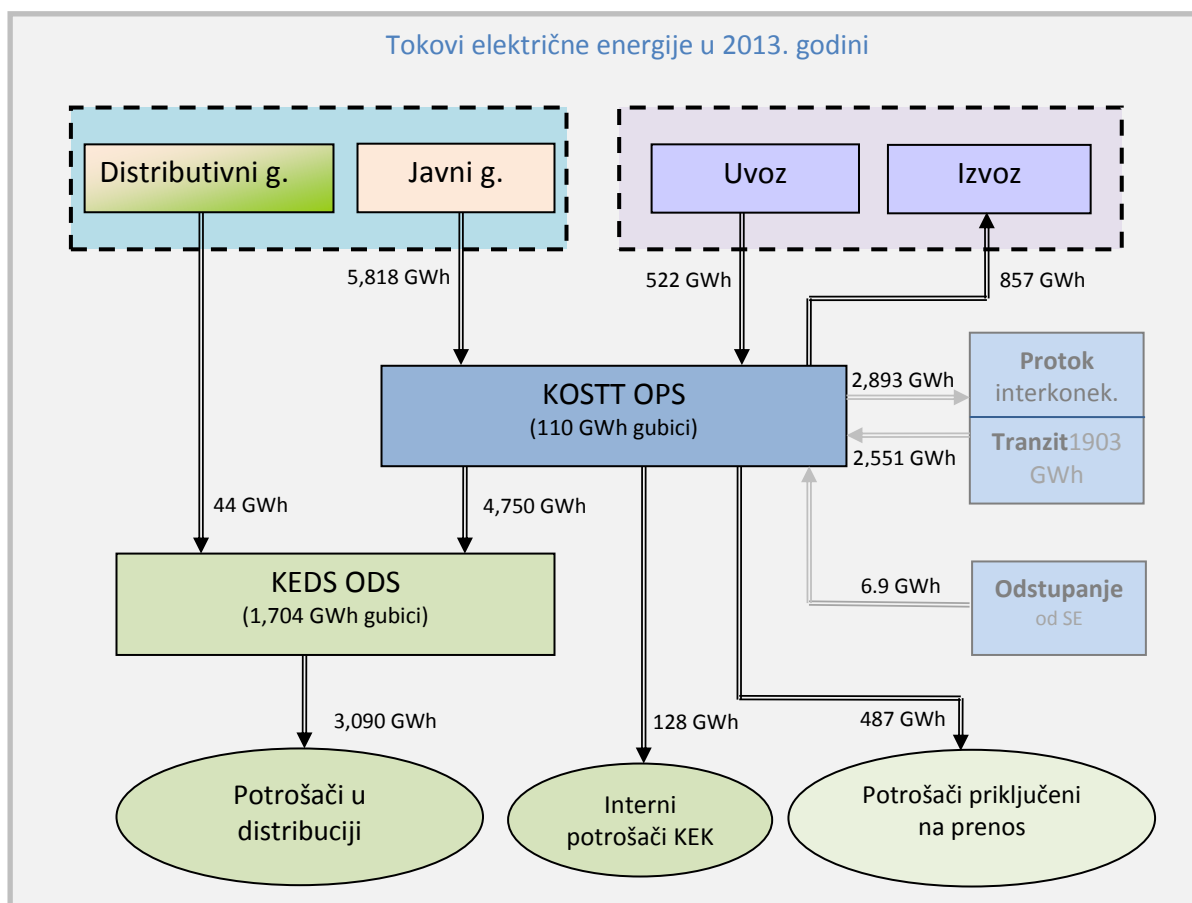 Tokovi električne energije u 2013. godini
Distributivni g.
Javni g.
Uvoz
Izvoz
5,818 GWh
522 GWh
857 GWh
KOSTT OPS
(110 GWh gubici)
2,893 GWh
Protok
interkonek.
Tranzit1903
GWh
2,551 GWh
44 GWh
4,750 GWh
KEDS ODS
(1,704 GWh gubici)
6.9 GWh
Odstupanje
od SE
3,090 GWh
128 GWh
487 GWh
Potrošači u
distribuciji
Interni
potrošači KEK
Potrošači priključeni
na prenos